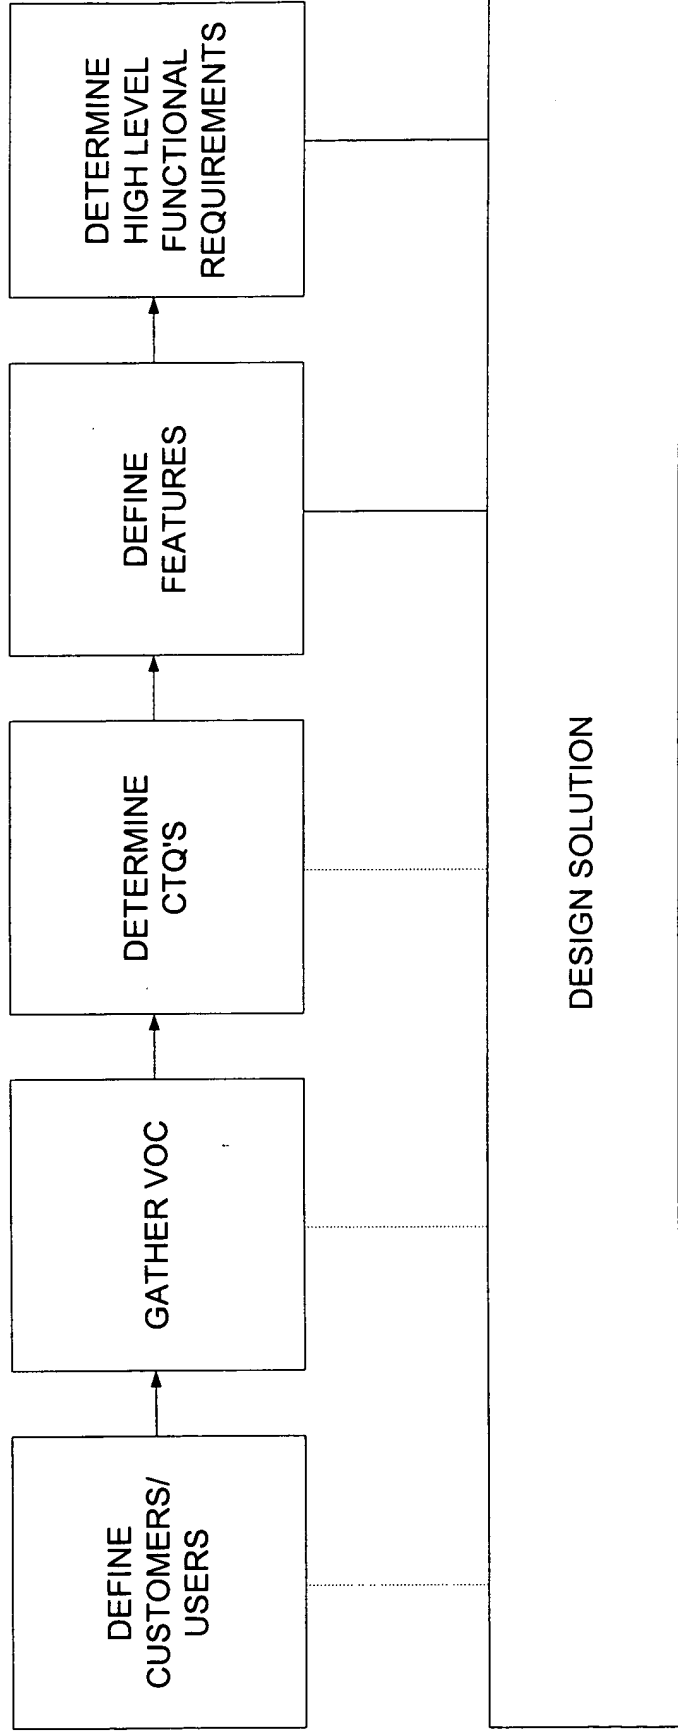 DEFINE
CUSTOMERS/
USERS
GATHER VOC
DETERMINE
CTQ'S
DEFINE
FEATURES
DETERMINE
HIGH LEVEL
FUNCTIONAL
REQUIREMENTS
DESIGN SOLUTION